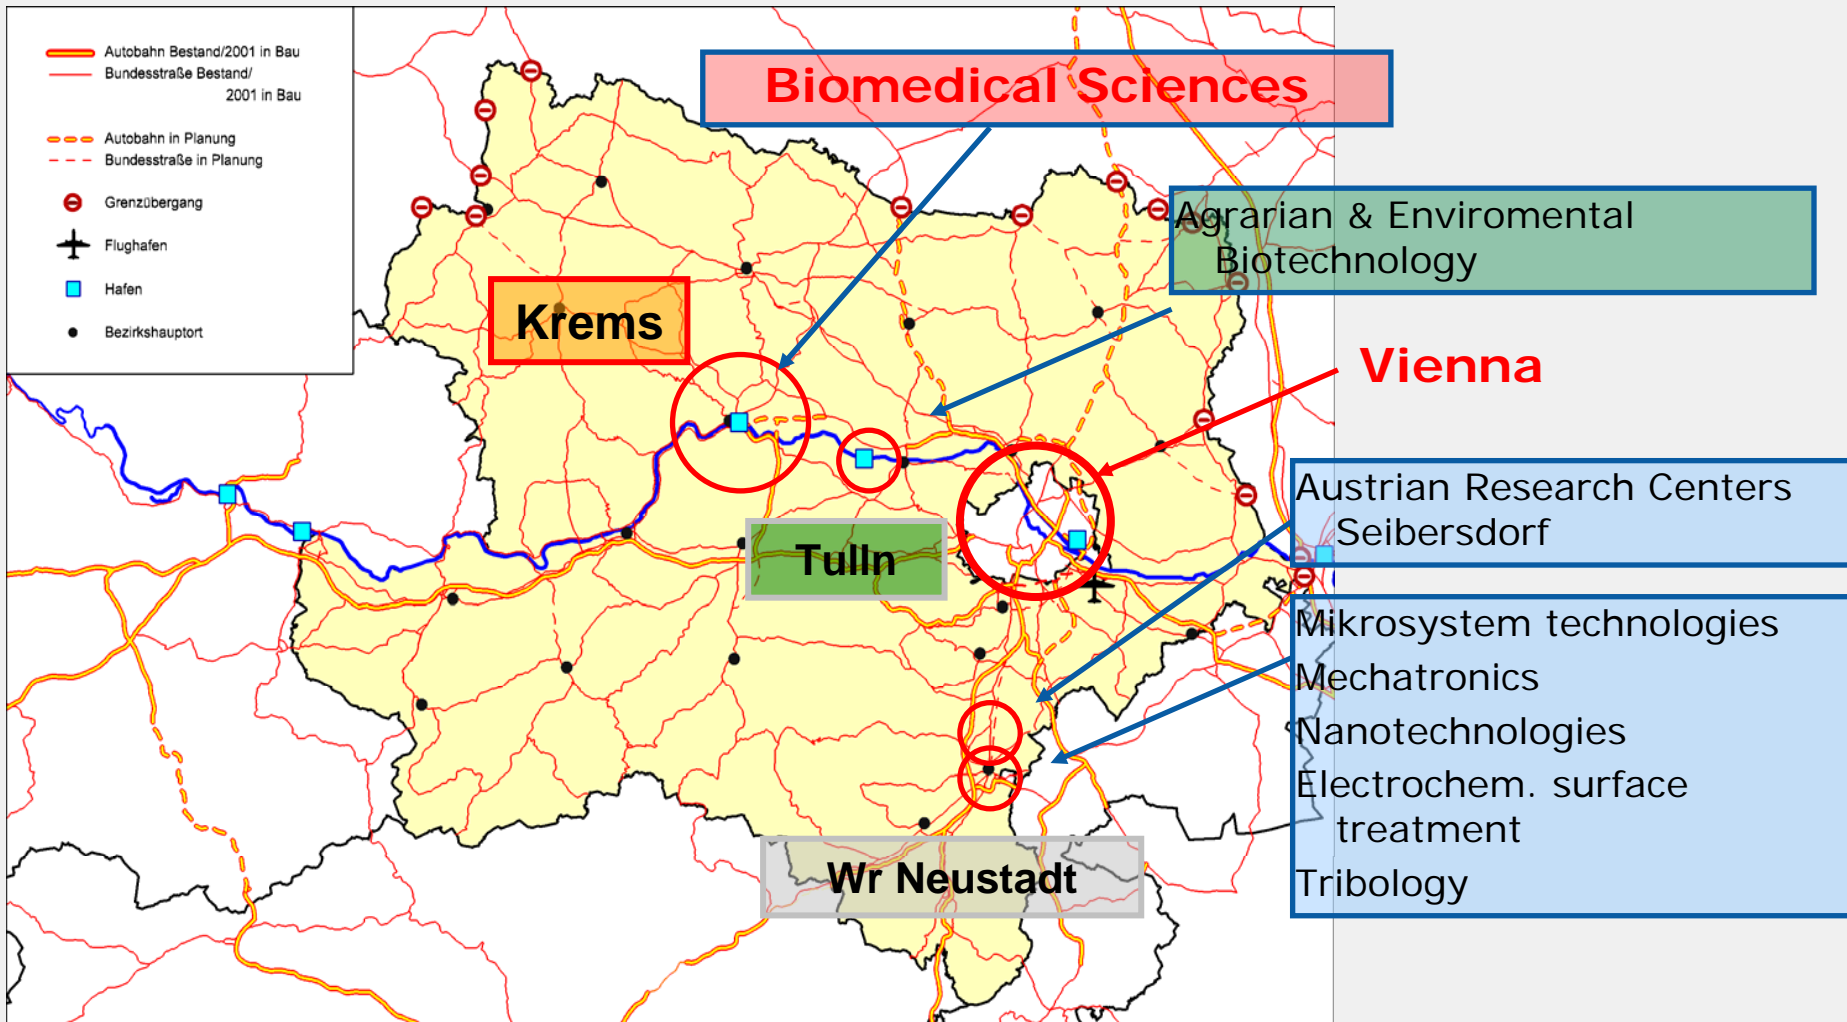 Autobahn Bestand/2001 in Bau
Bundesstraße Bestand/
2001 in Bau
Autobahn in Planung
Bundesstraße in Planung
Grenzübergang
Flughafen
Hafen
Bezirkshauptort
Biomedical Sciences
Agrarian & Enviromental
Biotechnology
Krems
Vienna
Austrian Research Centers
Seibersdorf
Tulln
Mikrosystem technologies
Mechatronics
Nanotechnologies
Electrochem. surface
treatment
Tribology
Wr Neustadt